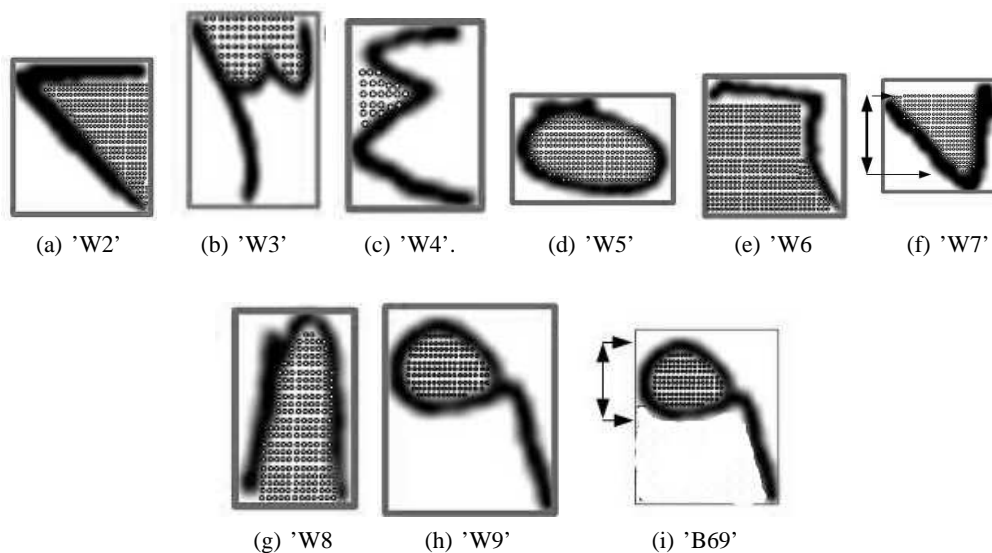 (a) ’W2’ (b) ’W3’ (c) ’W4’. (d) ’W5’ (e) ’W6 (f) ’W7’
(g) ’W8 (h) ’W9’ (i) ’B69’